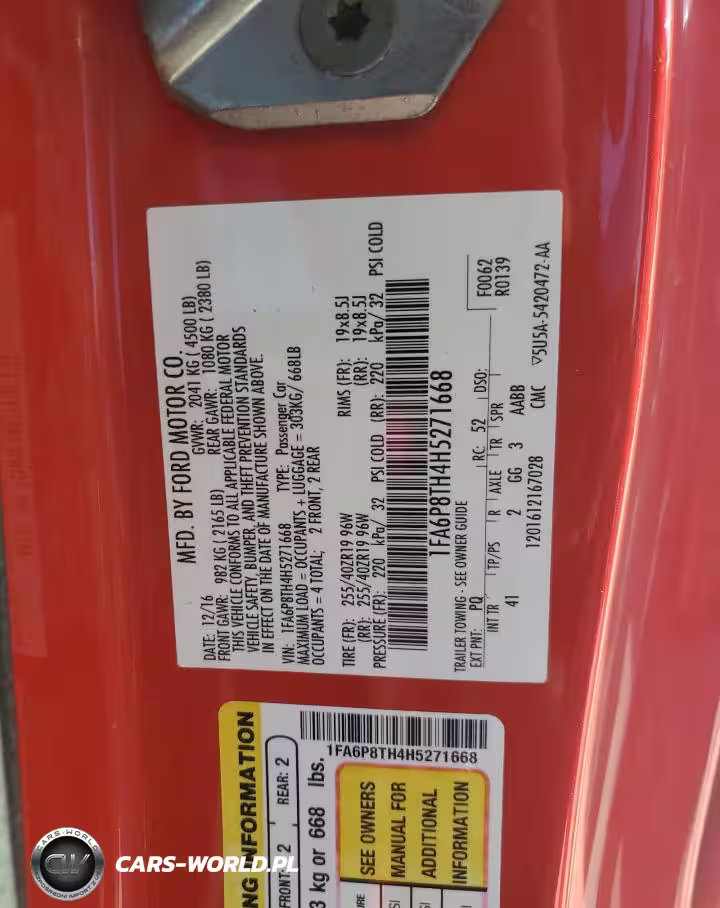 MFD. BY FORD MOTOR CO.
DATE: 12/16 GVWR: 2041 KG ( 4500 LB)
FRONT GAWR: 982 KG ( 2165 LB) REAR GAWR: 1080 KG ( 2380 LB)
THIS VEHICLE CONFORMS TO ALL APPLICABLE FEDERAL MOTOR
VEHICLE SAFETY, BUMPER, AND THEFT PREVENTION STANDARDS
IN EFFECT ON THE DATE OF MANUFACTURE SHOWN ABOVE.
VIN: 1FA6P8TH4H5271668 TYPE: Passenger Car
MAXIMUM LOAD = OCCUPANTS + LUGGAGE = 303KG/ 668LB
OCCUPANTS = 4 TOTAL; 2 FRONT, 2 REAR
TIRE (FR): 255/40ZR19 96W RIMS (FR): 19x8.5J
(RR): 255/40ZR19 96W (RR): 19x8.5J
PRESSURE (FR): 220 kPa/ 32 PSI COLD (RR): 220 kPa/ 32 PSI COLD
1FA6P8TH4H5271668
TRAILER TOWING - SEE OWNER GUIDE
EXT PNT: PQ RC: 52 DSO: F0062
R0139
INT TR TP/PS R AXLE TR SPR
41 2 GG 3 AABB
1201612167028 CMC ▽5U5A-5420472-AA
NG INFORMATION
FRONT: 2 REAR: 2
3 kg or 668 lbs.
1FA6P8TH4H5271668
SEE OWNERS
MANUAL FOR
ADDITIONAL
INFORMATION
CARS-WORLD
CW
CARS-WORLD.PL